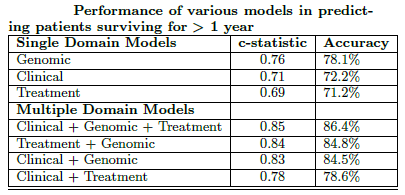 Performance of various models in predict-
ing patients surviving for > 1 year
Single Domain Models c-statistic Accuracy
Genomic 0.76 78.1%
Clinical 0.71 72.2%
Treatment 0.69 71.2%
Multiple Domain Models
Clinical + Genomic + Treatment 0.85 86.4%
Treatment + Genomic 0.84 84.8%
Clinical + Genomic 0.83 84.5%
Clinical + Treatment 0.78 78.6%